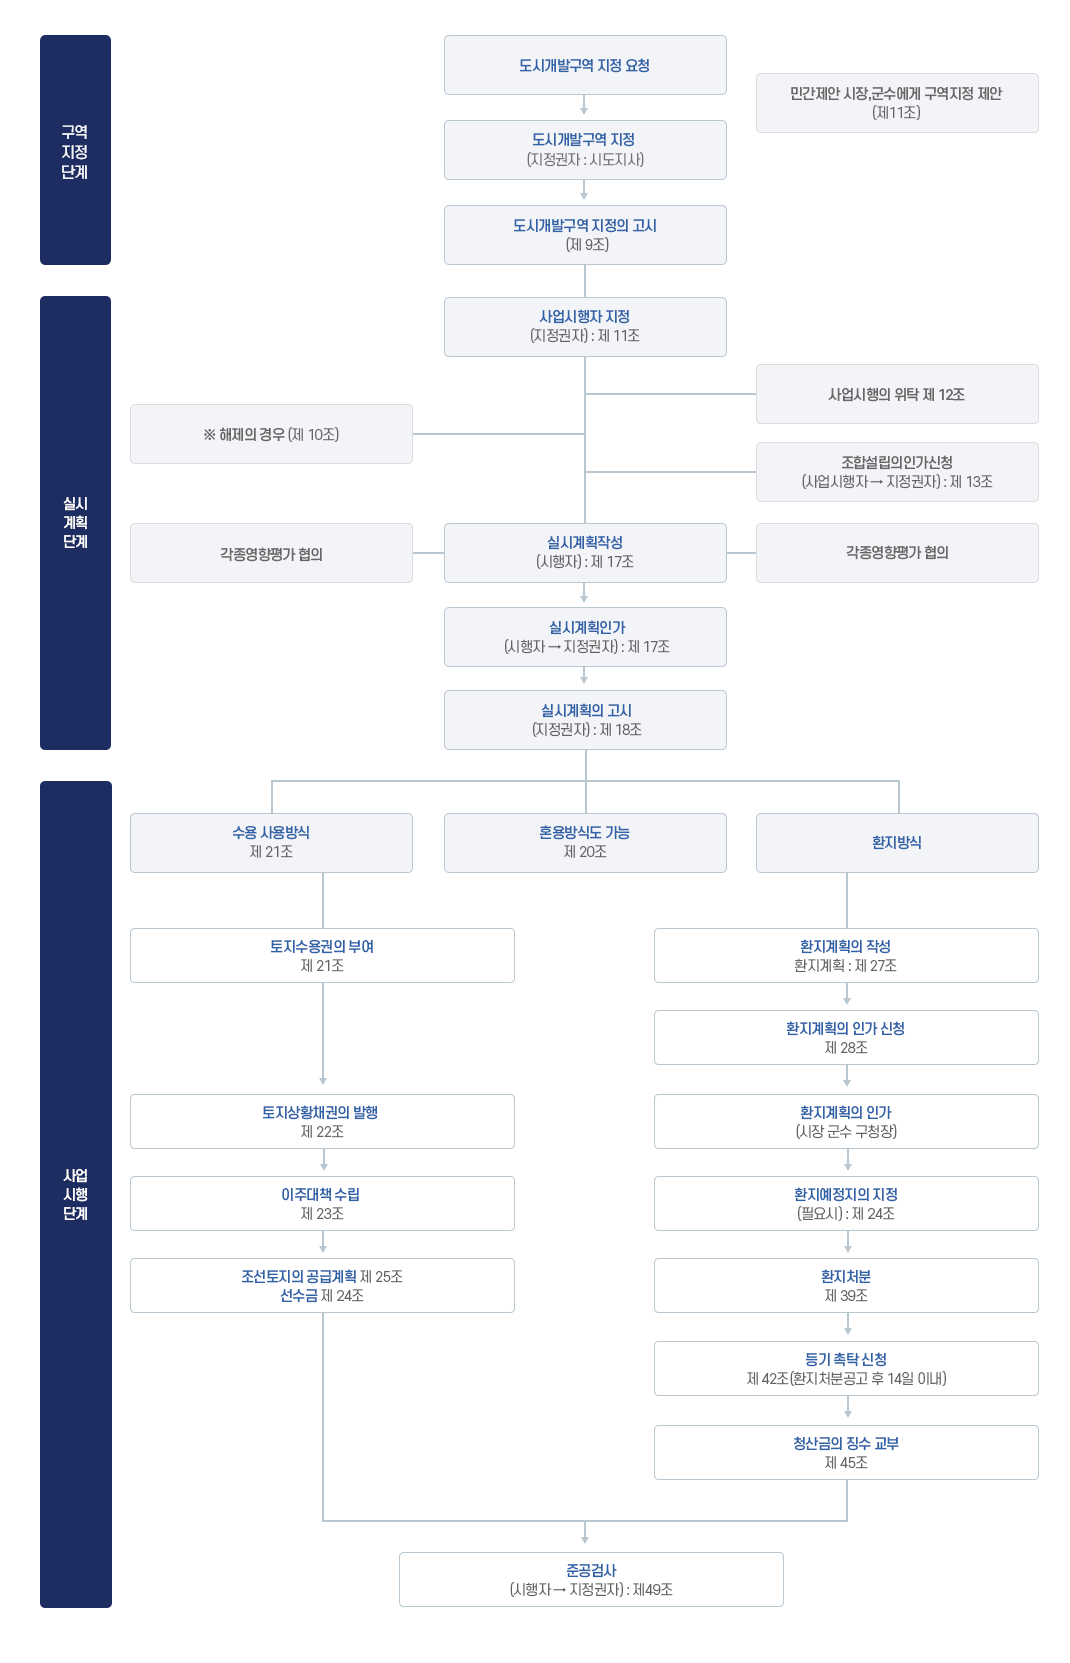 구역
지정
단계
도시개발구역 지정 요청
민간제안 시장,군수에게 구역지정 제안
(제11조)
도시개발구역 지정
(지정권자 : 시도지사)
도시개발구역 지정의 고시
(제 9조)
실시
계획
단계
사업시행자 지정
(지정권자) : 제 11조
사업시행의 위탁 제 12조
※ 해제의 경우 (제 10조)
조합설립의인가신청
(사업시행자 → 지정권자) : 제 13조
각종영향평가 협의
실시계획작성
(시행자) : 제 17조
각종영향평가 협의
실시계획인가
(시행자 → 지정권자) : 제 17조
실시계획의 고시
(지정권자) : 제 18조
사업
시행
단계
수용 사용방식
제 21조
혼용방식도 가능
제 20조
환지방식
토지수용권의 부여
제 21조
환지계획의 작성
환지계획 : 제 27조
환지계획의 인가 신청
제 28조
토지상황채권의 발행
제 22조
환지계획의 인가
(시장 군수 구청장)
이주대책 수립
제 23조
환지예정지의 지정
(필요시) : 제 24조
조선토지의 공급계획 제 25조
선수금 제 24조
환지처분
제 39조
등기 촉탁 신청
제 42조(환지처분공고 후 14일 이내)
청산금의 징수 교부
제 45조
준공검사
(시행자 → 지정권자) : 제49조